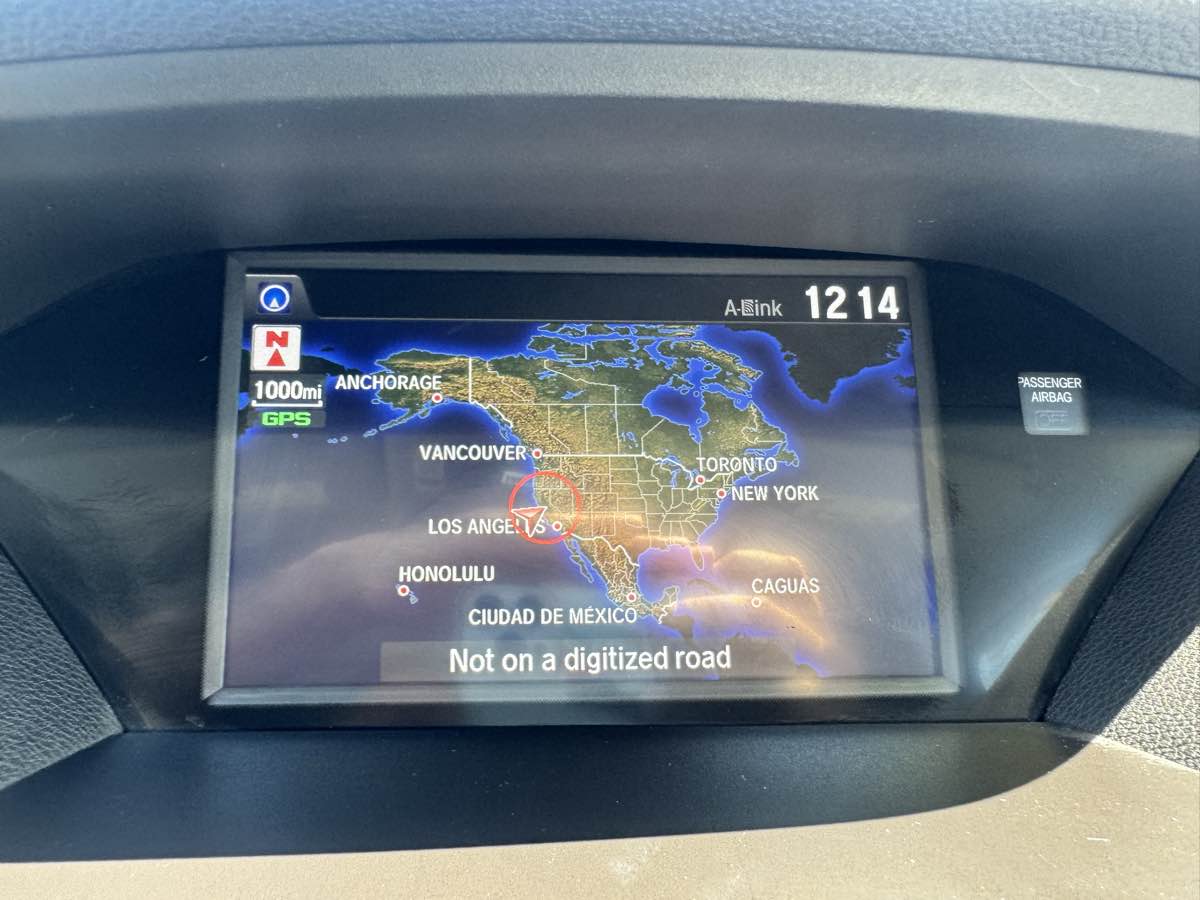 A-Link
12 14
N
1000mi
GPS
ANCHORAGE
VANCOUVER
TORONTO
NEW YORK
LOS ANGELES
HONOLULU
CAGUAS
CIUDAD DE MÉXICO
Not on a digitized road
PASSENGER
AIRBAG
OFF